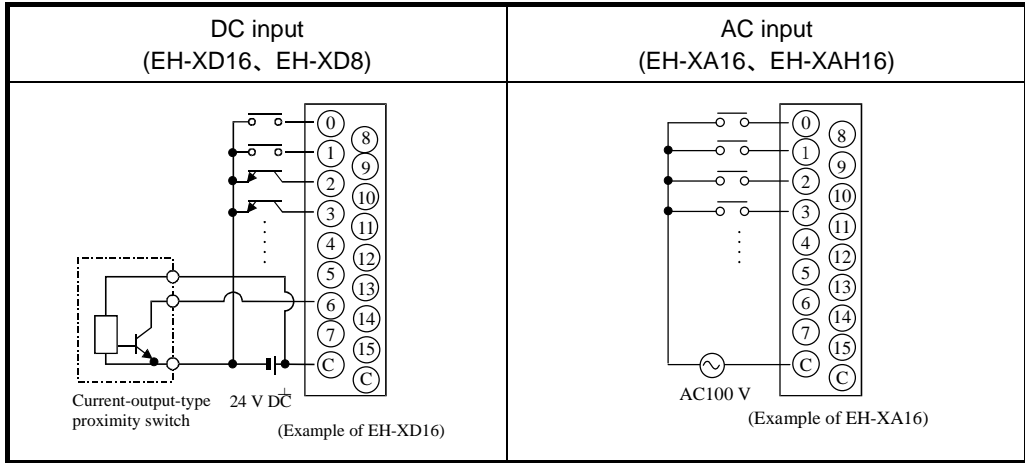 DC input
(EH-XD16、EH-XD8)
AC input
(EH-XA16、EH-XAH16)
0
1
2
3
4
5
6
7
C
8
9
10
11
12
13
14
15
C
Current-output-type
proximity switch
24 V DC
(Example of EH-XD16)
0
1
2
3
4
5
6
7
C
8
9
10
11
12
13
14
15
C
AC100 V
(Example of EH-XA16)